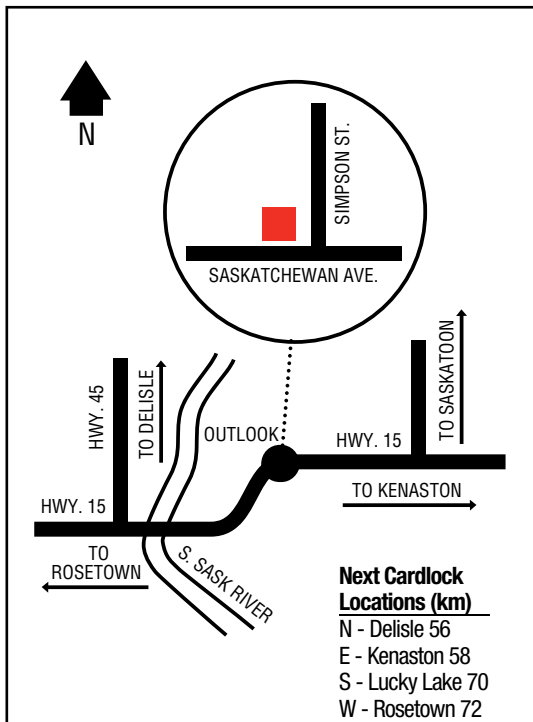 N
SIMPSON ST.
SASKATCHEWAN AVE.
HWY. 45
TO DELISLE
OUTLOOK
HWY. 15
TO SASKATOON
TO KENASTON
HWY. 15
TO
ROSETOWN
S. SASK RIVER
Next Cardlock
Locations (km)
N - Delisle 56
E - Kenaston 58
S - Lucky Lake 70
W - Rosetown 72